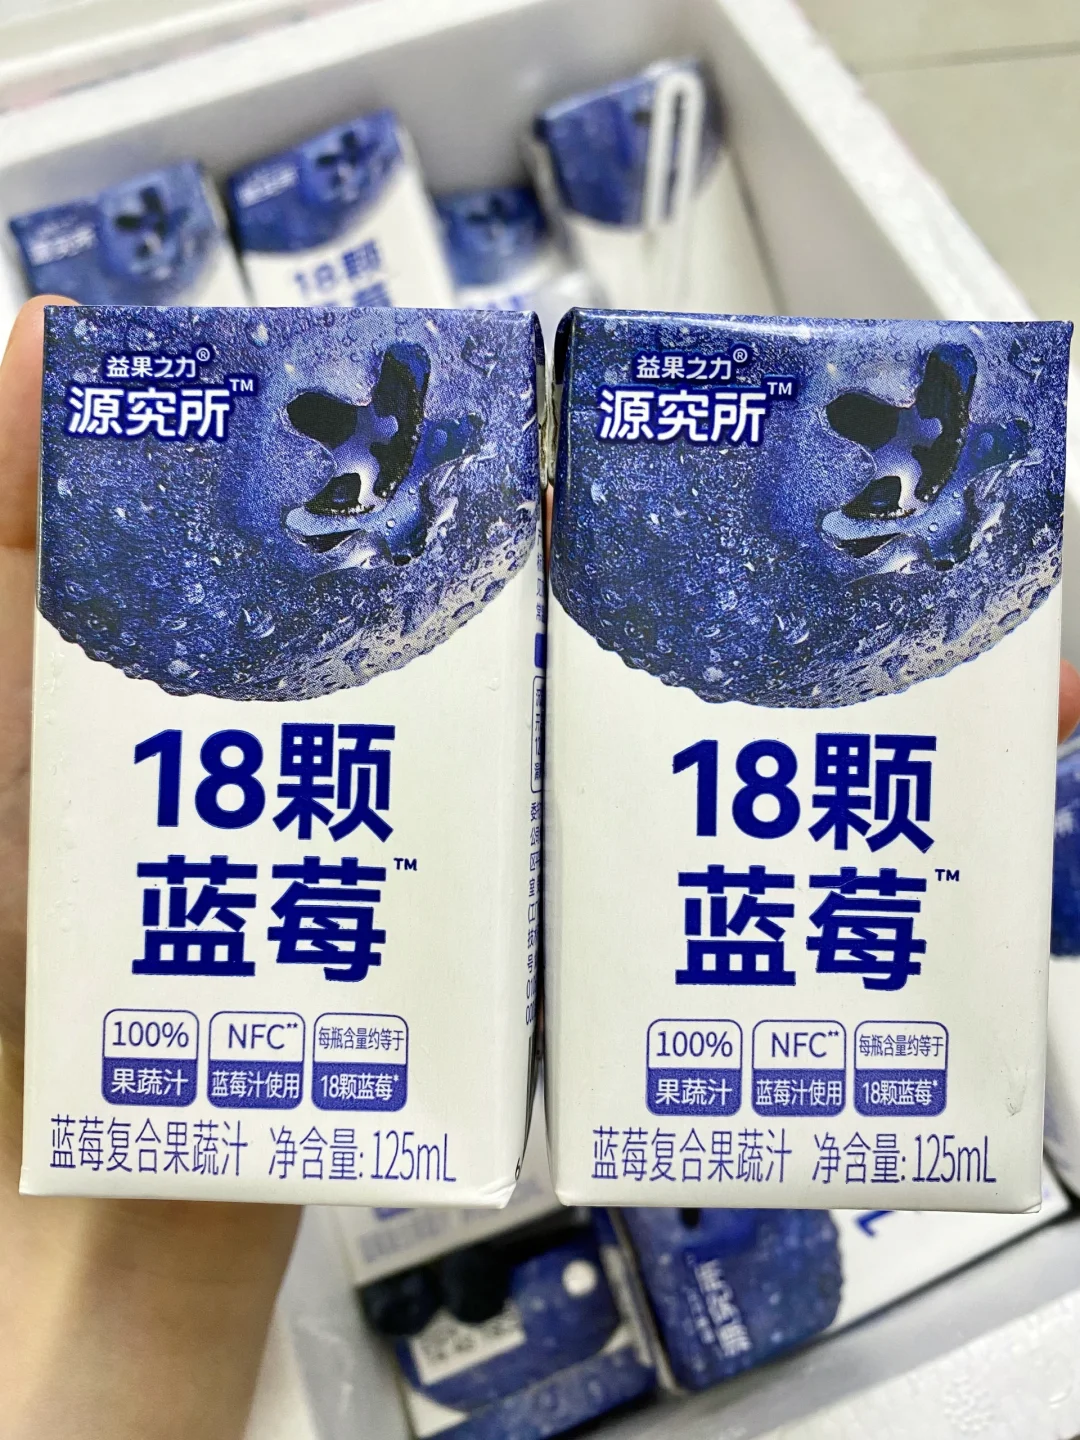 18颗
益果之力®
源究所™
18颗
蓝莓™
100%
果蔬汁
NFC**
蓝莓汁使用
每瓶含量约等于
18颗蓝莓*
蓝莓复合果蔬汁 净含量:125mL
益果之力®
源究所™
18颗
蓝莓™
100%
果蔬汁
NFC**
蓝莓汁使用
每瓶含量约等于
18颗蓝莓*
蓝莓复合果蔬汁 净含量:125mL